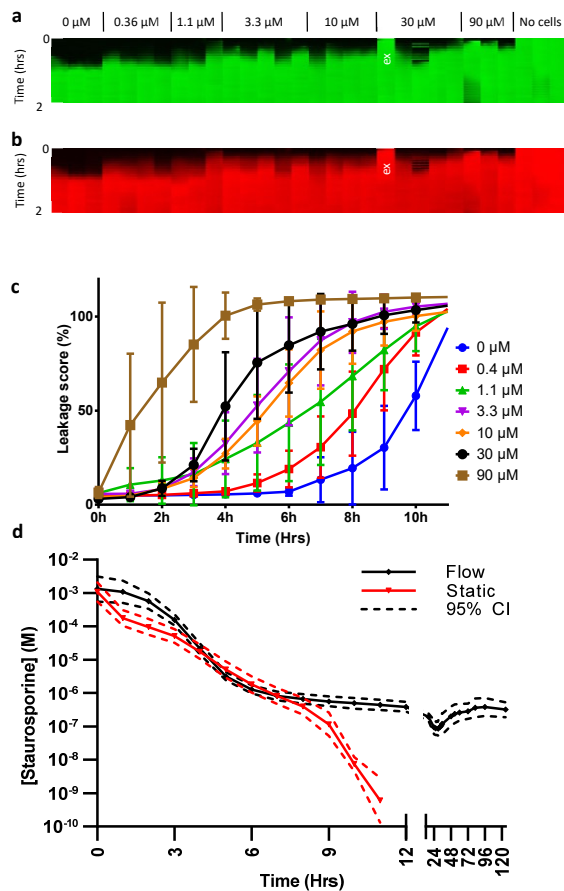 a
0 µM | 0.36 µM | 1.1 µM | 3.3 µM | 10 µM | 30 µM | 90 µM | No cells
Time (hrs)
0
2
ex
b
Time (hrs)
0
2
ex
c
Leakage score (%)
100
50
0
0h 2h 4h 6h 8h 10h
Time (Hrs)
0 µM
0.4 µM
1.1 µM
3.3 µM
10 µM
30 µM
90 µM
d
[Staurosporine] (M)
10-2
10-3
10-4
10-5
10-6
10-7
10-8
10-9
10-10
Flow
Static
95% CI
0 3 6 9 12 24 48 72 96 120
Time (Hrs)